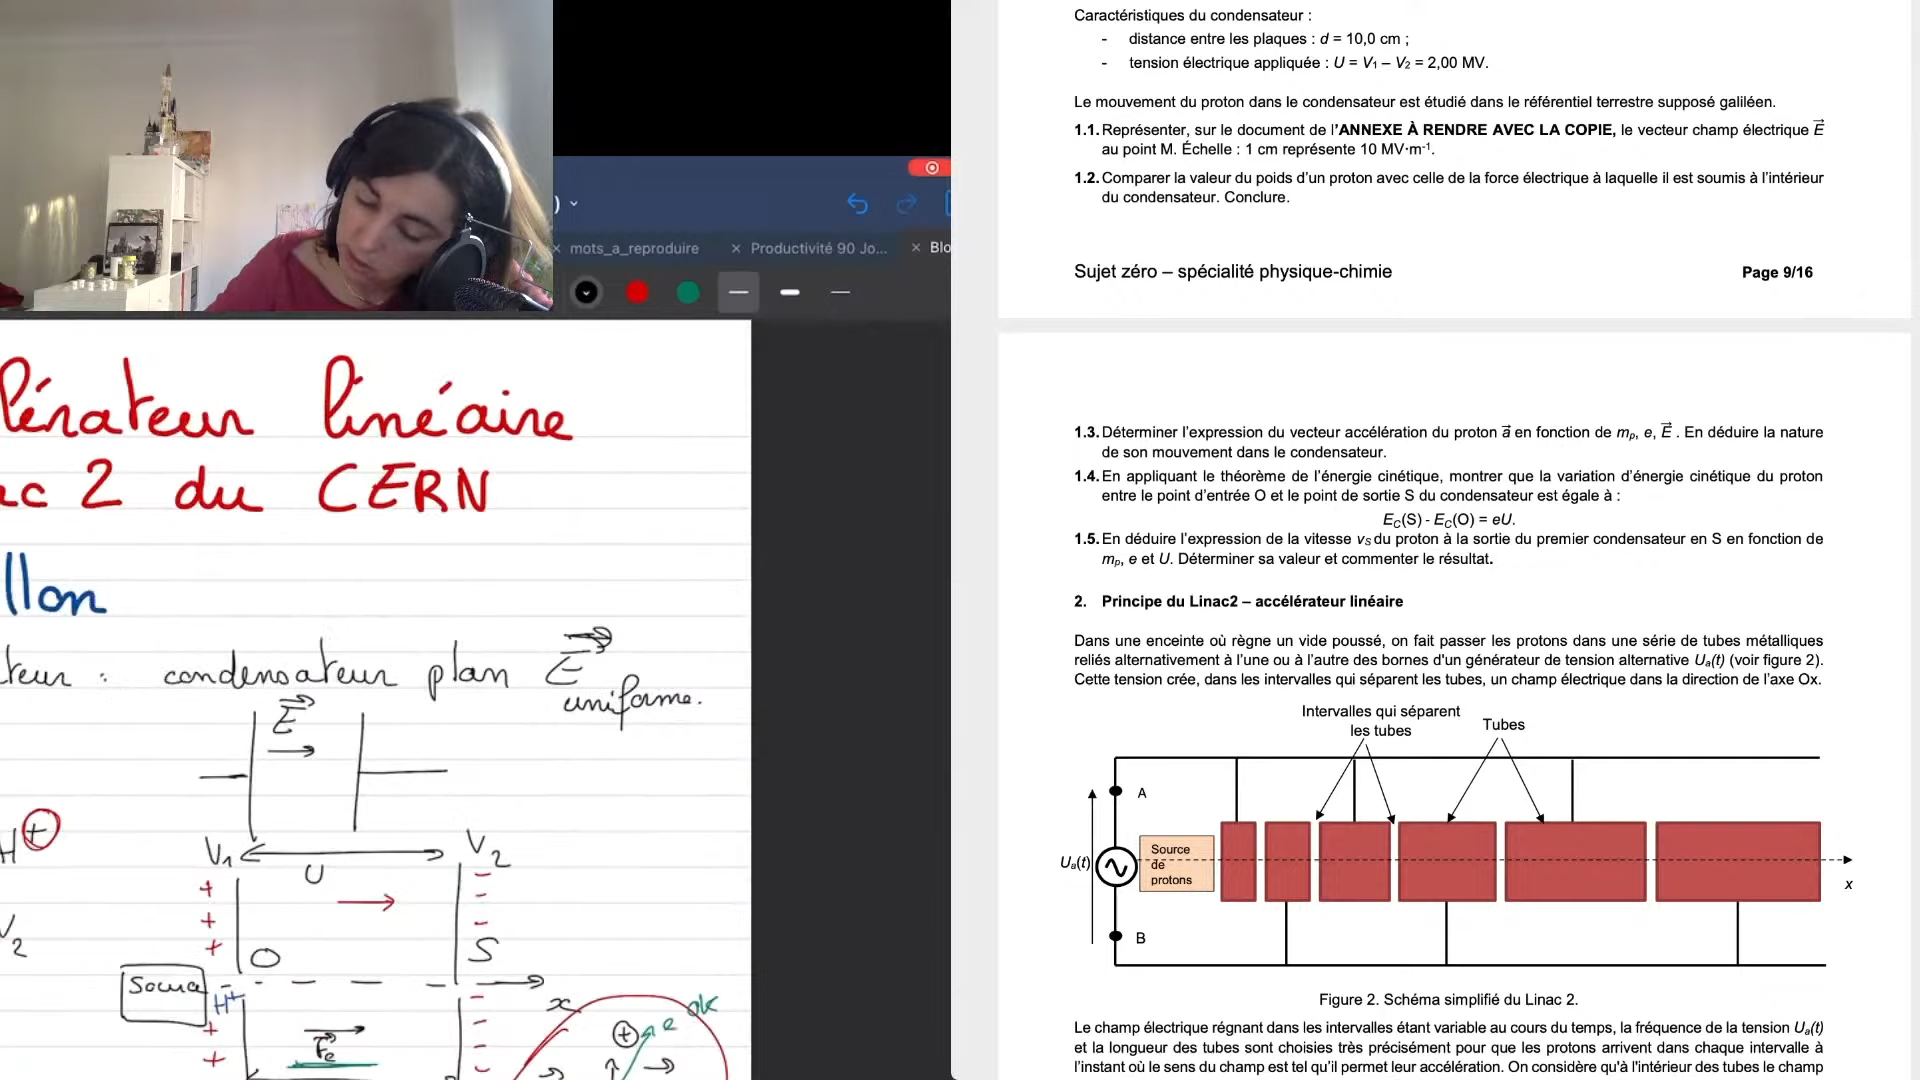 ) ⌄
× mots_a_reproduire × Productivité 90 Jo... × Blo
lérateur linéaire
ac 2 du CERN
llon
teur : condensateur plan E
uniforme.
E
H +
V1 U V2
+ -
+ -
+ -
V2
O S
Source
H+
x
ok
+ e
+ -
+ -
Fe
Caractéristiques du condensateur :
- distance entre les plaques : d = 10,0 cm ;
- tension électrique appliquée : U = V1 – V2 = 2,00 MV.
Le mouvement du proton dans le condensateur est étudié dans le référentiel terrestre supposé galiléen.
1.1. Représenter, sur le document de l'ANNEXE À RENDRE AVEC LA COPIE, le vecteur champ électrique E⃗
au point M. Échelle : 1 cm représente 10 MV·m-1.
1.2. Comparer la valeur du poids d'un proton avec celle de la force électrique à laquelle il est soumis à l'intérieur
du condensateur. Conclure.
Sujet zéro – spécialité physique-chimie Page 9/16
1.3. Déterminer l'expression du vecteur accélération du proton a⃗ en fonction de mp, e, E⃗ . En déduire la nature
de son mouvement dans le condensateur.
1.4. En appliquant le théorème de l'énergie cinétique, montrer que la variation d'énergie cinétique du proton
entre le point d'entrée O et le point de sortie S du condensateur est égale à :
EC(S) - EC(O) = eU.
1.5. En déduire l'expression de la vitesse vS du proton à la sortie du premier condensateur en S en fonction de
mp, e et U. Déterminer sa valeur et commenter le résultat.
2. Principe du Linac2 – accélérateur linéaire
Dans une enceinte où règne un vide poussé, on fait passer les protons dans une série de tubes métalliques
reliés alternativement à l'une ou à l'autre des bornes d'un générateur de tension alternative Ua(t) (voir figure 2).
Cette tension crée, dans les intervalles qui séparent les tubes, un champ électrique dans la direction de l'axe Ox.
Intervalles qui séparent
les tubes
Tubes
A
Ua(t)
Source
de
protons
x
B
Figure 2. Schéma simplifié du Linac 2.
Le champ électrique régnant dans les intervalles étant variable au cours du temps, la fréquence de la tension Ua(t)
et la longueur des tubes sont choisies très précisément pour que les protons arrivent dans chaque intervalle à
l'instant où le sens du champ est tel qu'il permet leur accélération. On considère qu'à l'intérieur des tubes le champ